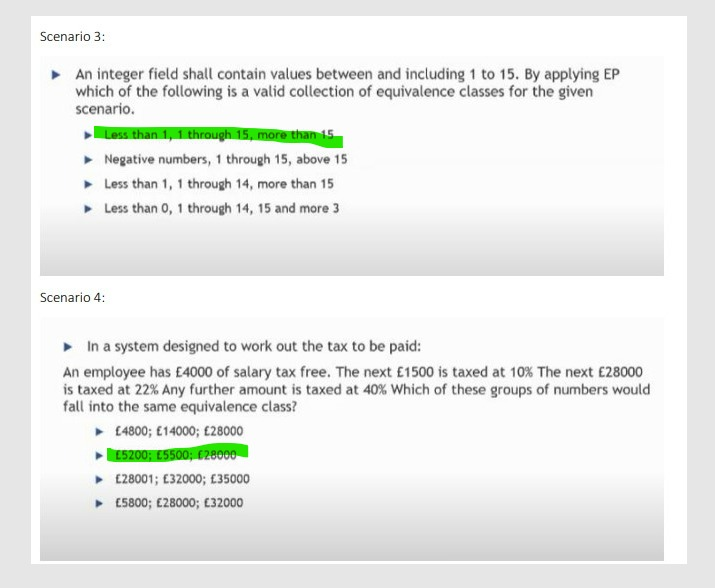 Scenario 3:
An integer field shall contain values between and including 1 to 15. By applying EP
which of the following is a valid collection of equivalence classes for the given
scenario.
Less than 1, 1 through 15, more than 15
Negative numbers, 1 through 15, above 15
Less than 1, 1 through 14, more than 15
Less than 0, 1 through 14, 15 and more 3
Scenario 4:
In a system designed to work out the tax to be paid:
An employee has £4000 of salary tax free. The next £1500 is taxed at 10% The next £28000
is taxed at 22% Any further amount is taxed at 40% Which of these groups of numbers would
fall into the same equivalence class?
£4800; £14000; £28000
£5200; £5500; £28000
£28001; £32000; £35000
£5800; £28000; £32000